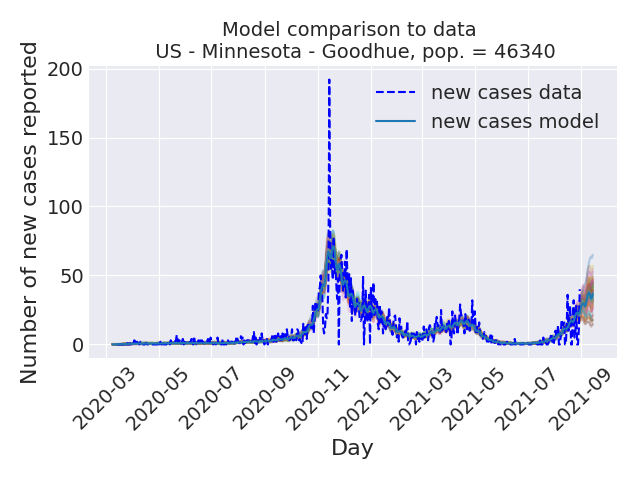 Model comparison to data
US - Minnesota - Goodhue, pop. = 46340
Number of new cases reported
200
150
100
50
0
new cases data
new cases model
2020-03
2020-05
2020-07
2020-09
2020-11
2021-01
2021-03
2021-05
2021-07
2021-09
Day